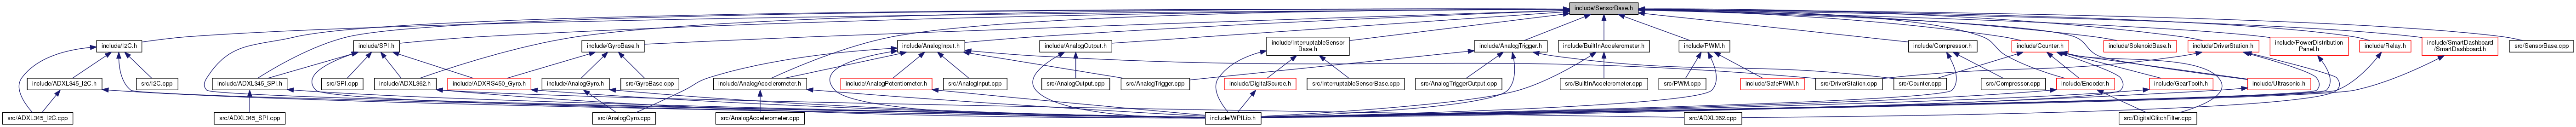 include/SensorBase.h
include/I2C.h
include/SPI.h
include/GyroBase.h
include/AnalogInput.h
include/AnalogOutput.h
include/InterruptableSensor
Base.h
include/AnalogTrigger.h
include/BuiltInAccelerometer.h
include/PWM.h
include/Compressor.h
include/Counter.h
include/SolenoidBase.h
include/DriverStation.h
include/PowerDistribution
Panel.h
include/Relay.h
include/SmartDashboard
/SmartDashboard.h
src/SensorBase.cpp
include/ADXL345_I2C.h
src/I2C.cpp
include/ADXL345_SPI.h
src/SPI.cpp
include/ADXL362.h
include/ADXRS450_Gyro.h
include/AnalogGyro.h
src/GyroBase.cpp
include/AnalogAccelerometer.h
include/AnalogPotentiometer.h
src/AnalogInput.cpp
src/AnalogOutput.cpp
src/AnalogTrigger.cpp
include/DigitalSource.h
src/InterruptableSensorBase.cpp
src/AnalogTriggerOutput.cpp
src/BuiltInAccelerometer.cpp
src/PWM.cpp
include/SafePWM.h
src/DriverStation.cpp
src/Counter.cpp
src/Compressor.cpp
include/Encoder.h
include/GearTooth.h
include/Ultrasonic.h
src/ADXL345_I2C.cpp
src/ADXL345_SPI.cpp
src/AnalogGyro.cpp
src/AnalogAccelerometer.cpp
include/WPILib.h
src/ADXL362.cpp
src/DigitalGlitchFilter.cpp